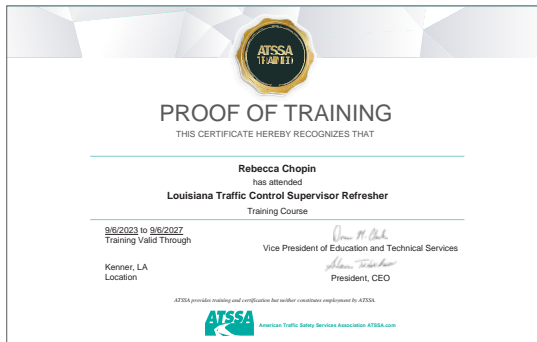 ATSSA
TRAINED
PROOF OF TRAINING
THIS CERTIFICATE HEREBY RECOGNIZES THAT
Rebecca Chopin
has attended
Louisiana Traffic Control Supervisor Refresher
Training Course
9/6/2023 to 9/6/2027
Training Valid Through
Vice President of Education and Technical Services
Kenner, LA
Location
President, CEO
ATSSA provides training and certification but neither constitutes employment by ATSSA.
ATSSA
American Traffic Safety Services Association ATSSA.com